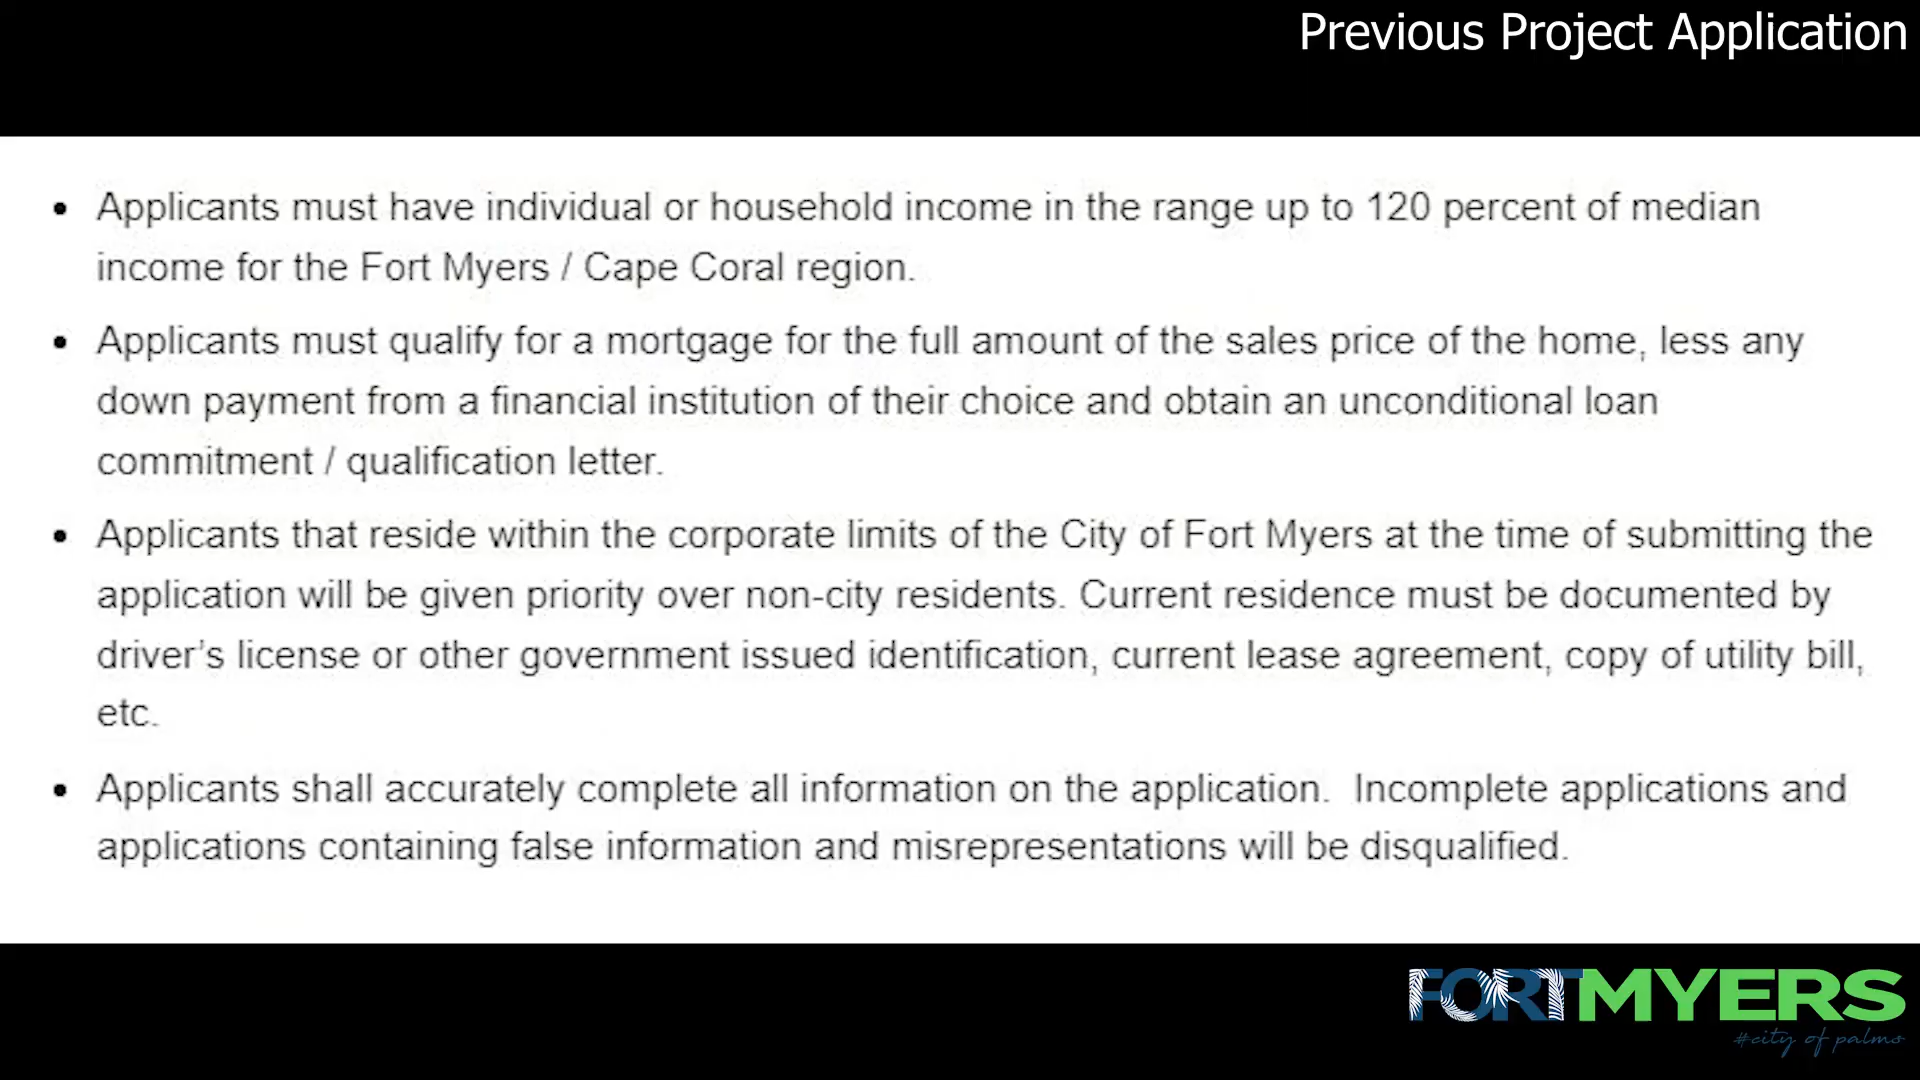 Previous Project Application
• Applicants must have individual or household income in the range up to 120 percent of median
income for the Fort Myers / Cape Coral region.
• Applicants must qualify for a mortgage for the full amount of the sales price of the home, less any
down payment from a financial institution of their choice and obtain an unconditional loan
commitment / qualification letter.
• Applicants that reside within the corporate limits of the City of Fort Myers at the time of submitting the
application will be given priority over non-city residents. Current residence must be documented by
driver’s license or other government issued identification, current lease agreement, copy of utility bill,
etc.
• Applicants shall accurately complete all information on the application.  Incomplete applications and
applications containing false information and misrepresentations will be disqualified.
FORTMYERS
#city of palms